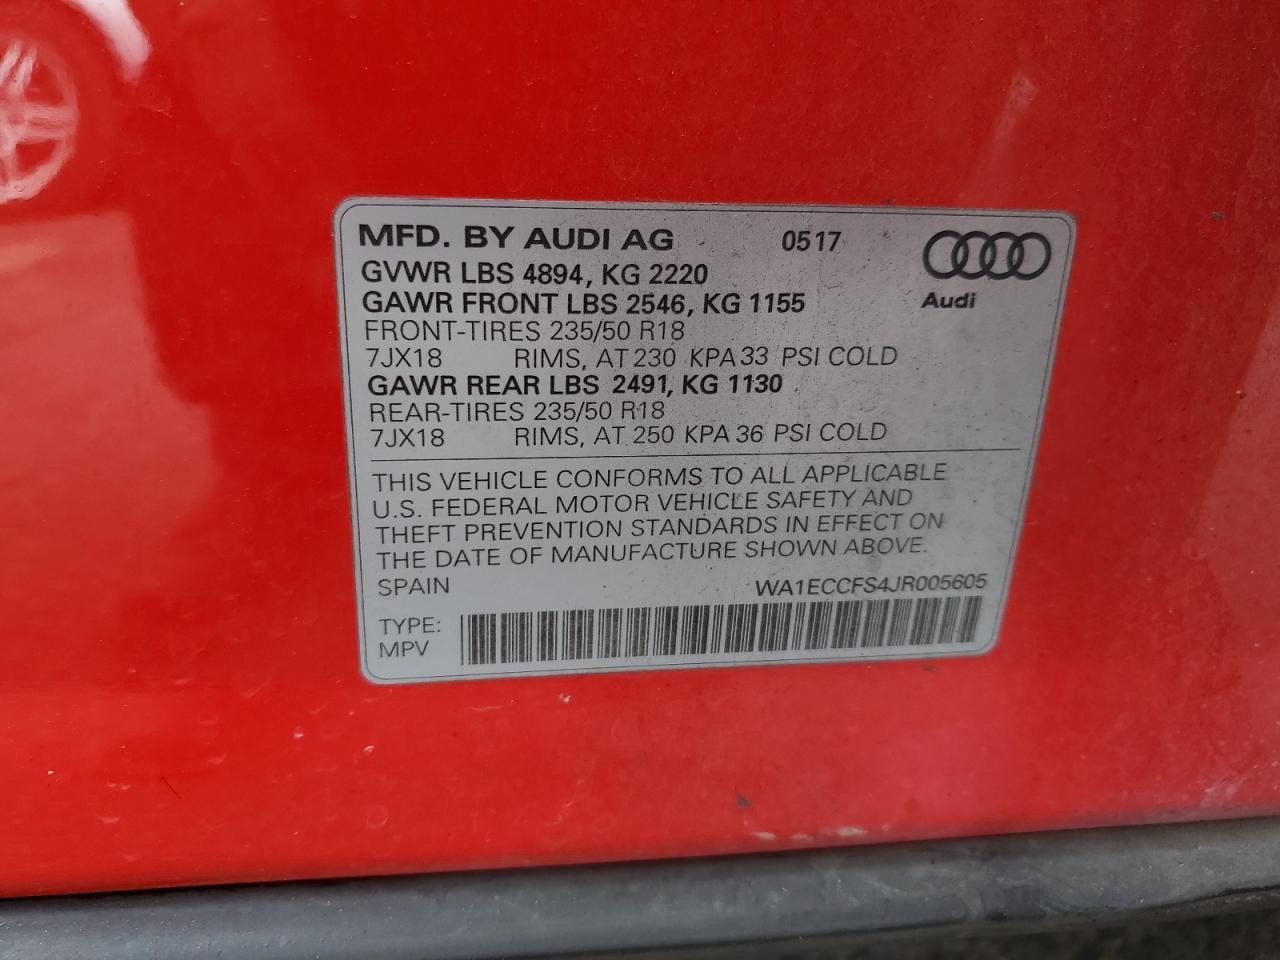 MFD. BY AUDI AG 0517
Audi
GVWR LBS 4894, KG 2220
GAWR FRONT LBS 2546, KG 1155
FRONT-TIRES 235/50 R18
7JX18 RIMS, AT 230 KPA 33 PSI COLD
GAWR REAR LBS 2491, KG 1130
REAR-TIRES 235/50 R18
7JX18 RIMS, AT 250 KPA 36 PSI COLD
THIS VEHICLE CONFORMS TO ALL APPLICABLE
U.S. FEDERAL MOTOR VEHICLE SAFETY AND
THEFT PREVENTION STANDARDS IN EFFECT ON
THE DATE OF MANUFACTURE SHOWN ABOVE.
SPAIN WA1ECCFS4JR005605
TYPE:
MPV